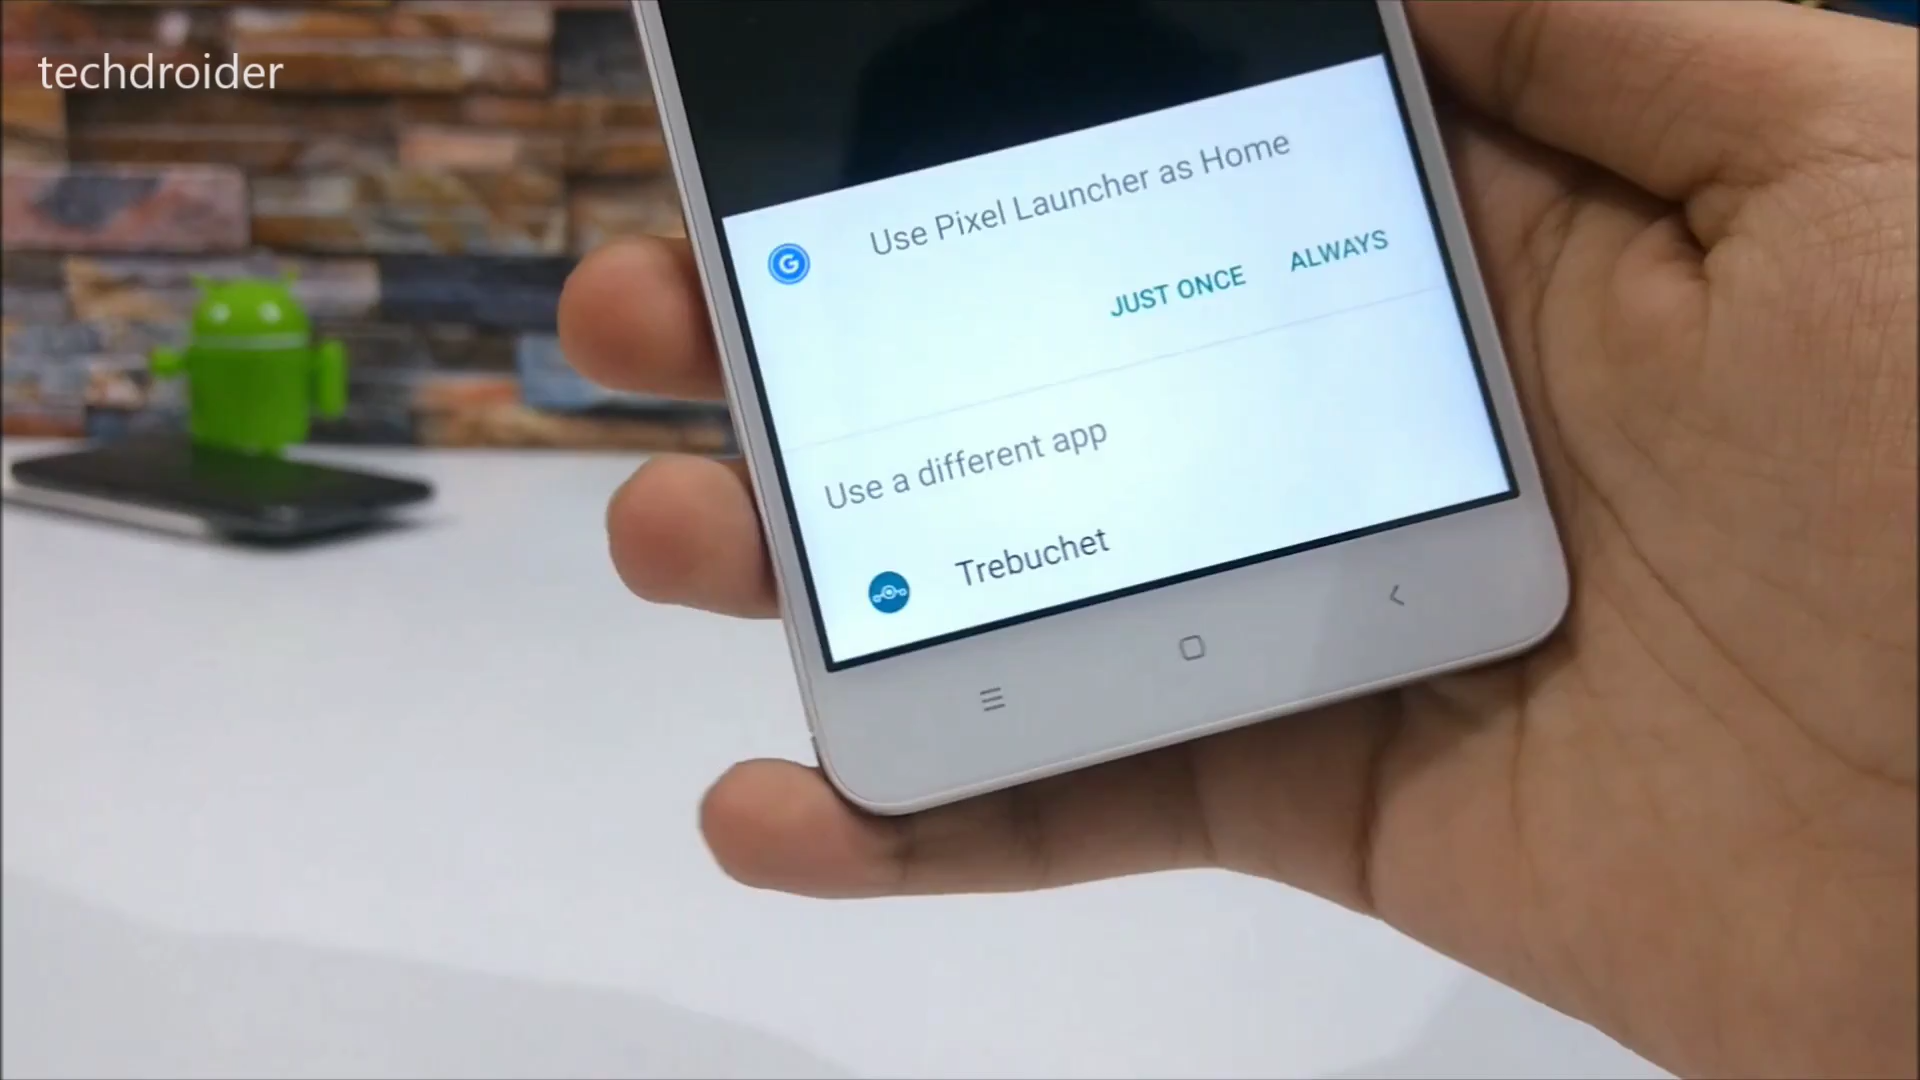 techdroider
Use Pixel Launcher as Home
JUST ONCE ALWAYS
Use a different app
Trebuchet